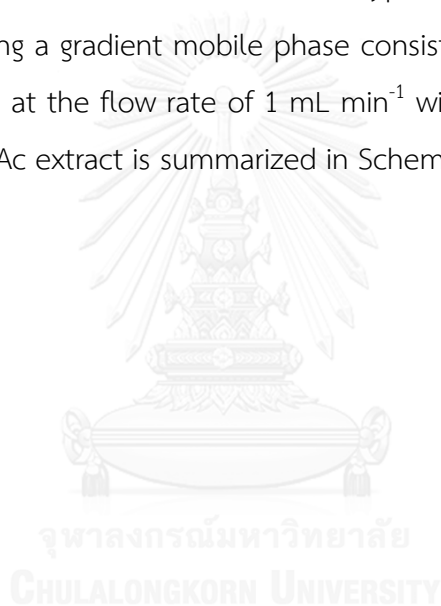 ng a gradient mobile phase consist
at the flow rate of 1 mL min⁻¹ wi
Ac extract is summarized in Schem
จุฬาลงกรณ์มหาวิทยาลัย
CHULALONGKORN UNIVERSITY